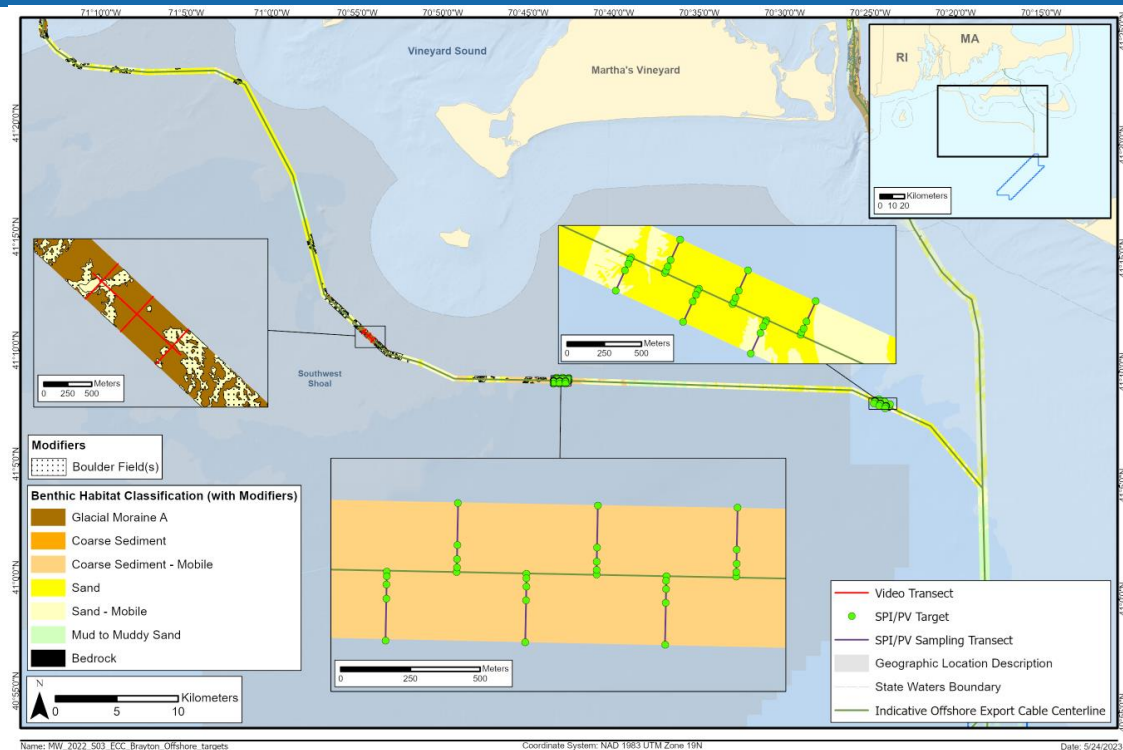 71°10'0"W 71°5'0"W 71°0'0"W 70°55'0"W 70°50'0"W 70°45'0"W 70°40'0"W 70°35'0"W 70°30'0"W 70°25'0"W 70°20'0"W 70°15'0"W
Vineyard Sound
Martha's Vineyard
RI
MA
Kilometers
0 10 20
41°20'0"N
41°15'0"N
41°10'0"N
41°5'0"N
41°0'0"N
40°55'0"N
Meters
0 250 500
Meters
0 250 500
Southwest
Shoal
Modifiers
Boulder Field(s)
Benthic Habitat Classification (with Modifiers)
Glacial Moraine A
Coarse Sediment
Coarse Sediment - Mobile
Sand
Sand - Mobile
Mud to Muddy Sand
Bedrock
N
Kilometers
0 5 10
Meters
0 250 500
Video Transect
SPI/PV Target
SPI/PV Sampling Transect
Geographic Location Description
State Waters Boundary
Indicative Offshore Export Cable Centerline
Name: MW_2022_S03_ECC_Brayton_Offshore_targets
Coordinate System: NAD 1983 UTM Zone 19N
Date: 5/24/2023